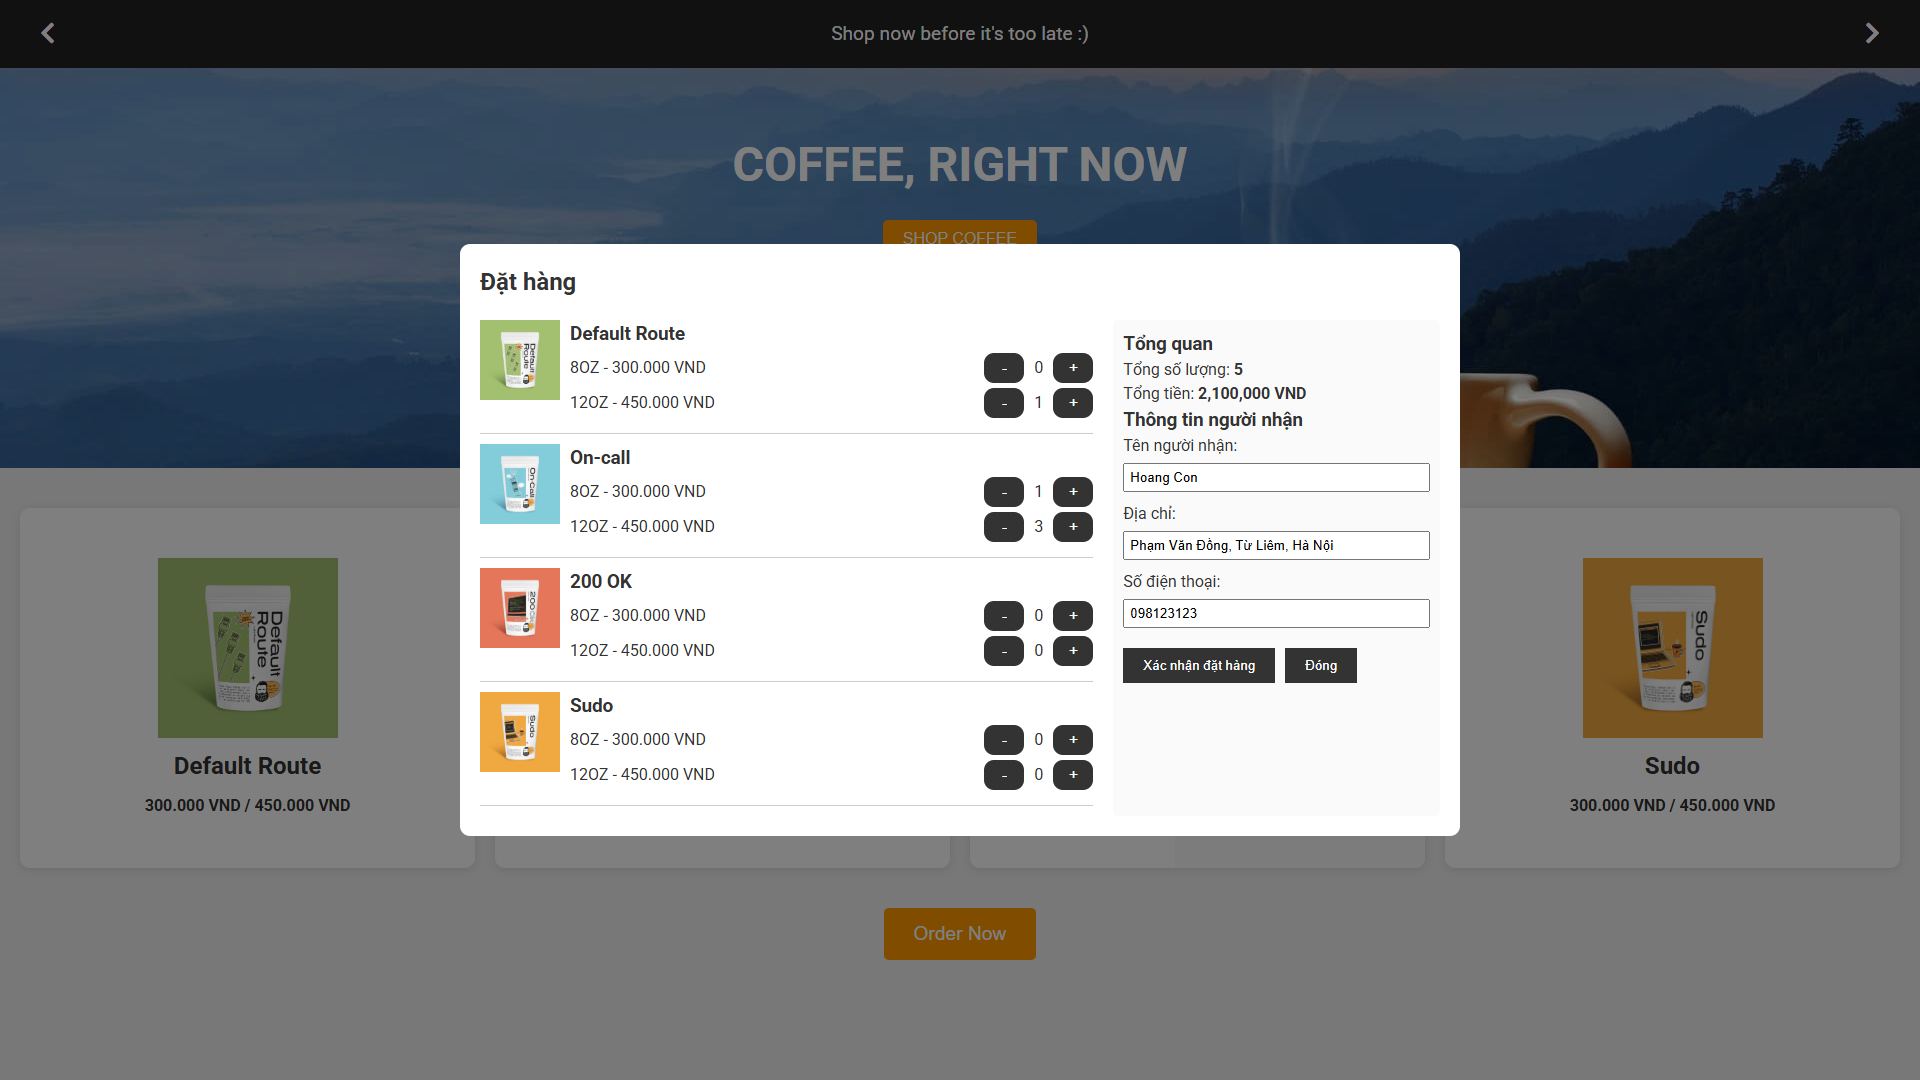 Shop now before it's too late :)
COFFEE, RIGHT NOW
SHOP COFFEE
Đặt hàng
Default Route
8OZ - 300.000 VND
- 0 +
12OZ - 450.000 VND
- 1 +
On-call
8OZ - 300.000 VND
- 1 +
12OZ - 450.000 VND
- 3 +
200 OK
8OZ - 300.000 VND
- 0 +
12OZ - 450.000 VND
- 0 +
Sudo
8OZ - 300.000 VND
- 0 +
12OZ - 450.000 VND
- 0 +
Tổng quan
Tổng số lượng: 5
Tổng tiền: 2,100,000 VND
Thông tin người nhận
Tên người nhận:
Hoang Con
Địa chỉ:
Phạm Văn Đồng, Từ Liêm, Hà Nội
Số điện thoại:
098123123
Xác nhận đặt hàng
Đóng
Default
Route
Default Route
300.000 VND / 450.000 VND
Sudo
Sudo
300.000 VND / 450.000 VND
Order Now